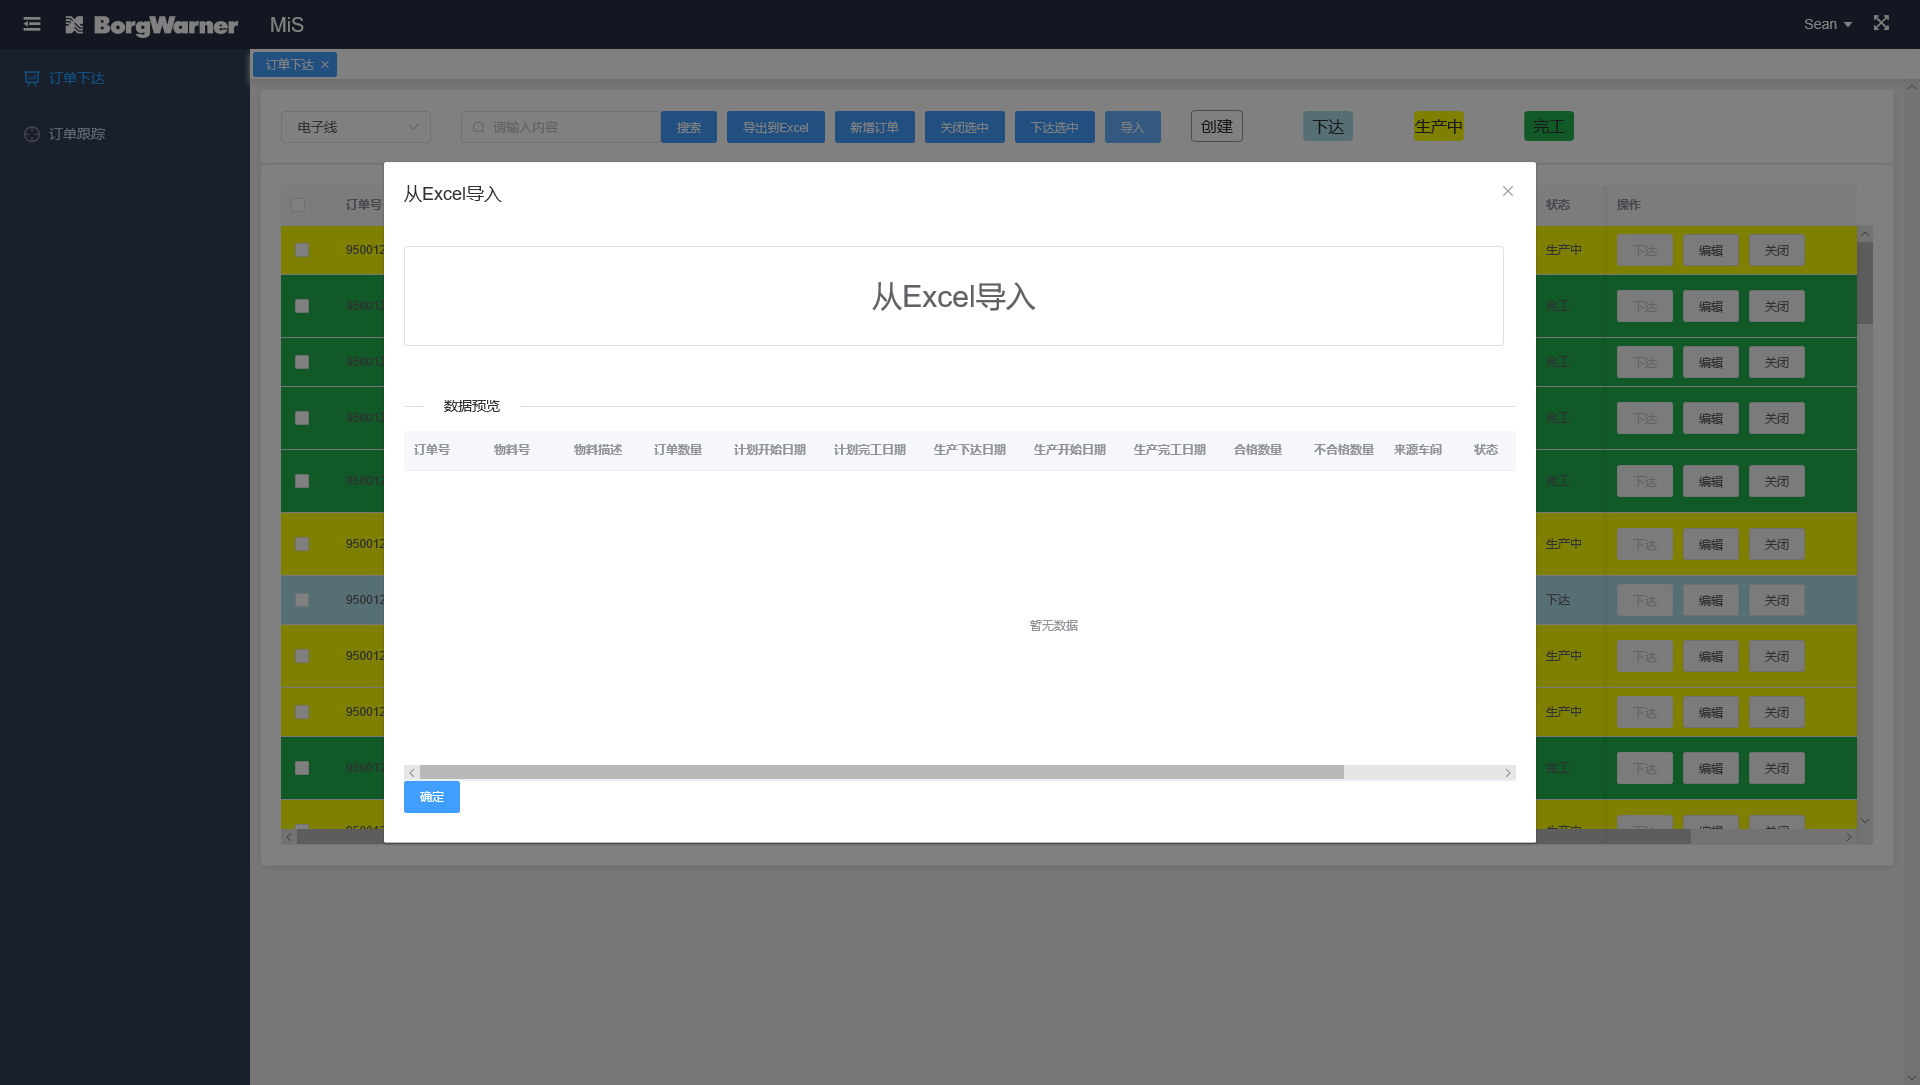 BorgWarner MiS Sean
订单下达
订单跟踪
订单下达
电子线 请输入内容 搜索 导出到Excel 新增订单 关闭选中 下达选中 导入 创建 下达 生产中 完工
订单号 状态 操作
950012 生产中 下达 编辑 关闭
950012 完工 下达 编辑 关闭
950012 完工 下达 编辑 关闭
950012 完工 下达 编辑 关闭
950012 完工 下达 编辑 关闭
950012 生产中 下达 编辑 关闭
950012 下达 下达 编辑 关闭
950012 生产中 下达 编辑 关闭
950012 生产中 下达 编辑 关闭
950012 完工 下达 编辑 关闭
950012 生产中 下达 编辑 关闭
从Excel导入
从Excel导入
数据预览
订单号 物料号 物料描述 订单数量 计划开始日期 计划完工日期 生产下达日期 生产开始日期 生产完工日期 合格数量 不合格数量 来源车间 状态
暂无数据
确定